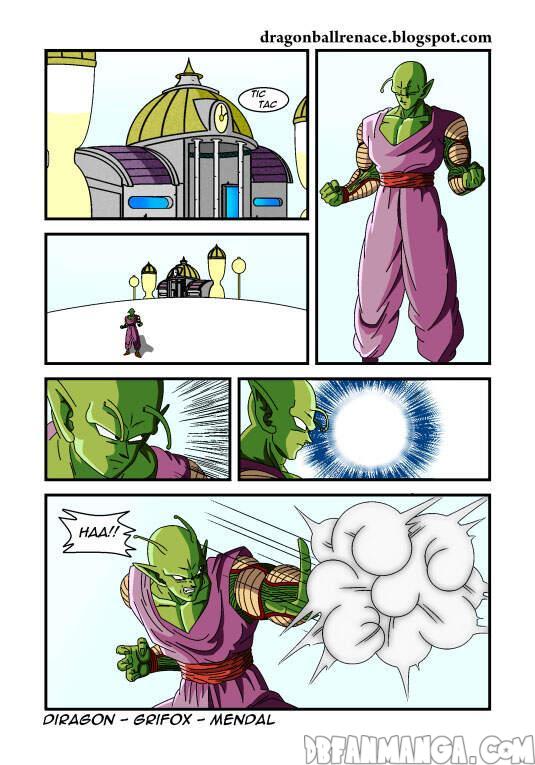 dragonballrenace.blogspot.com
TIC
TAC
HAA!!
DIRAGON - GRIFOX - MENDAL
DBFANMANGA.COM